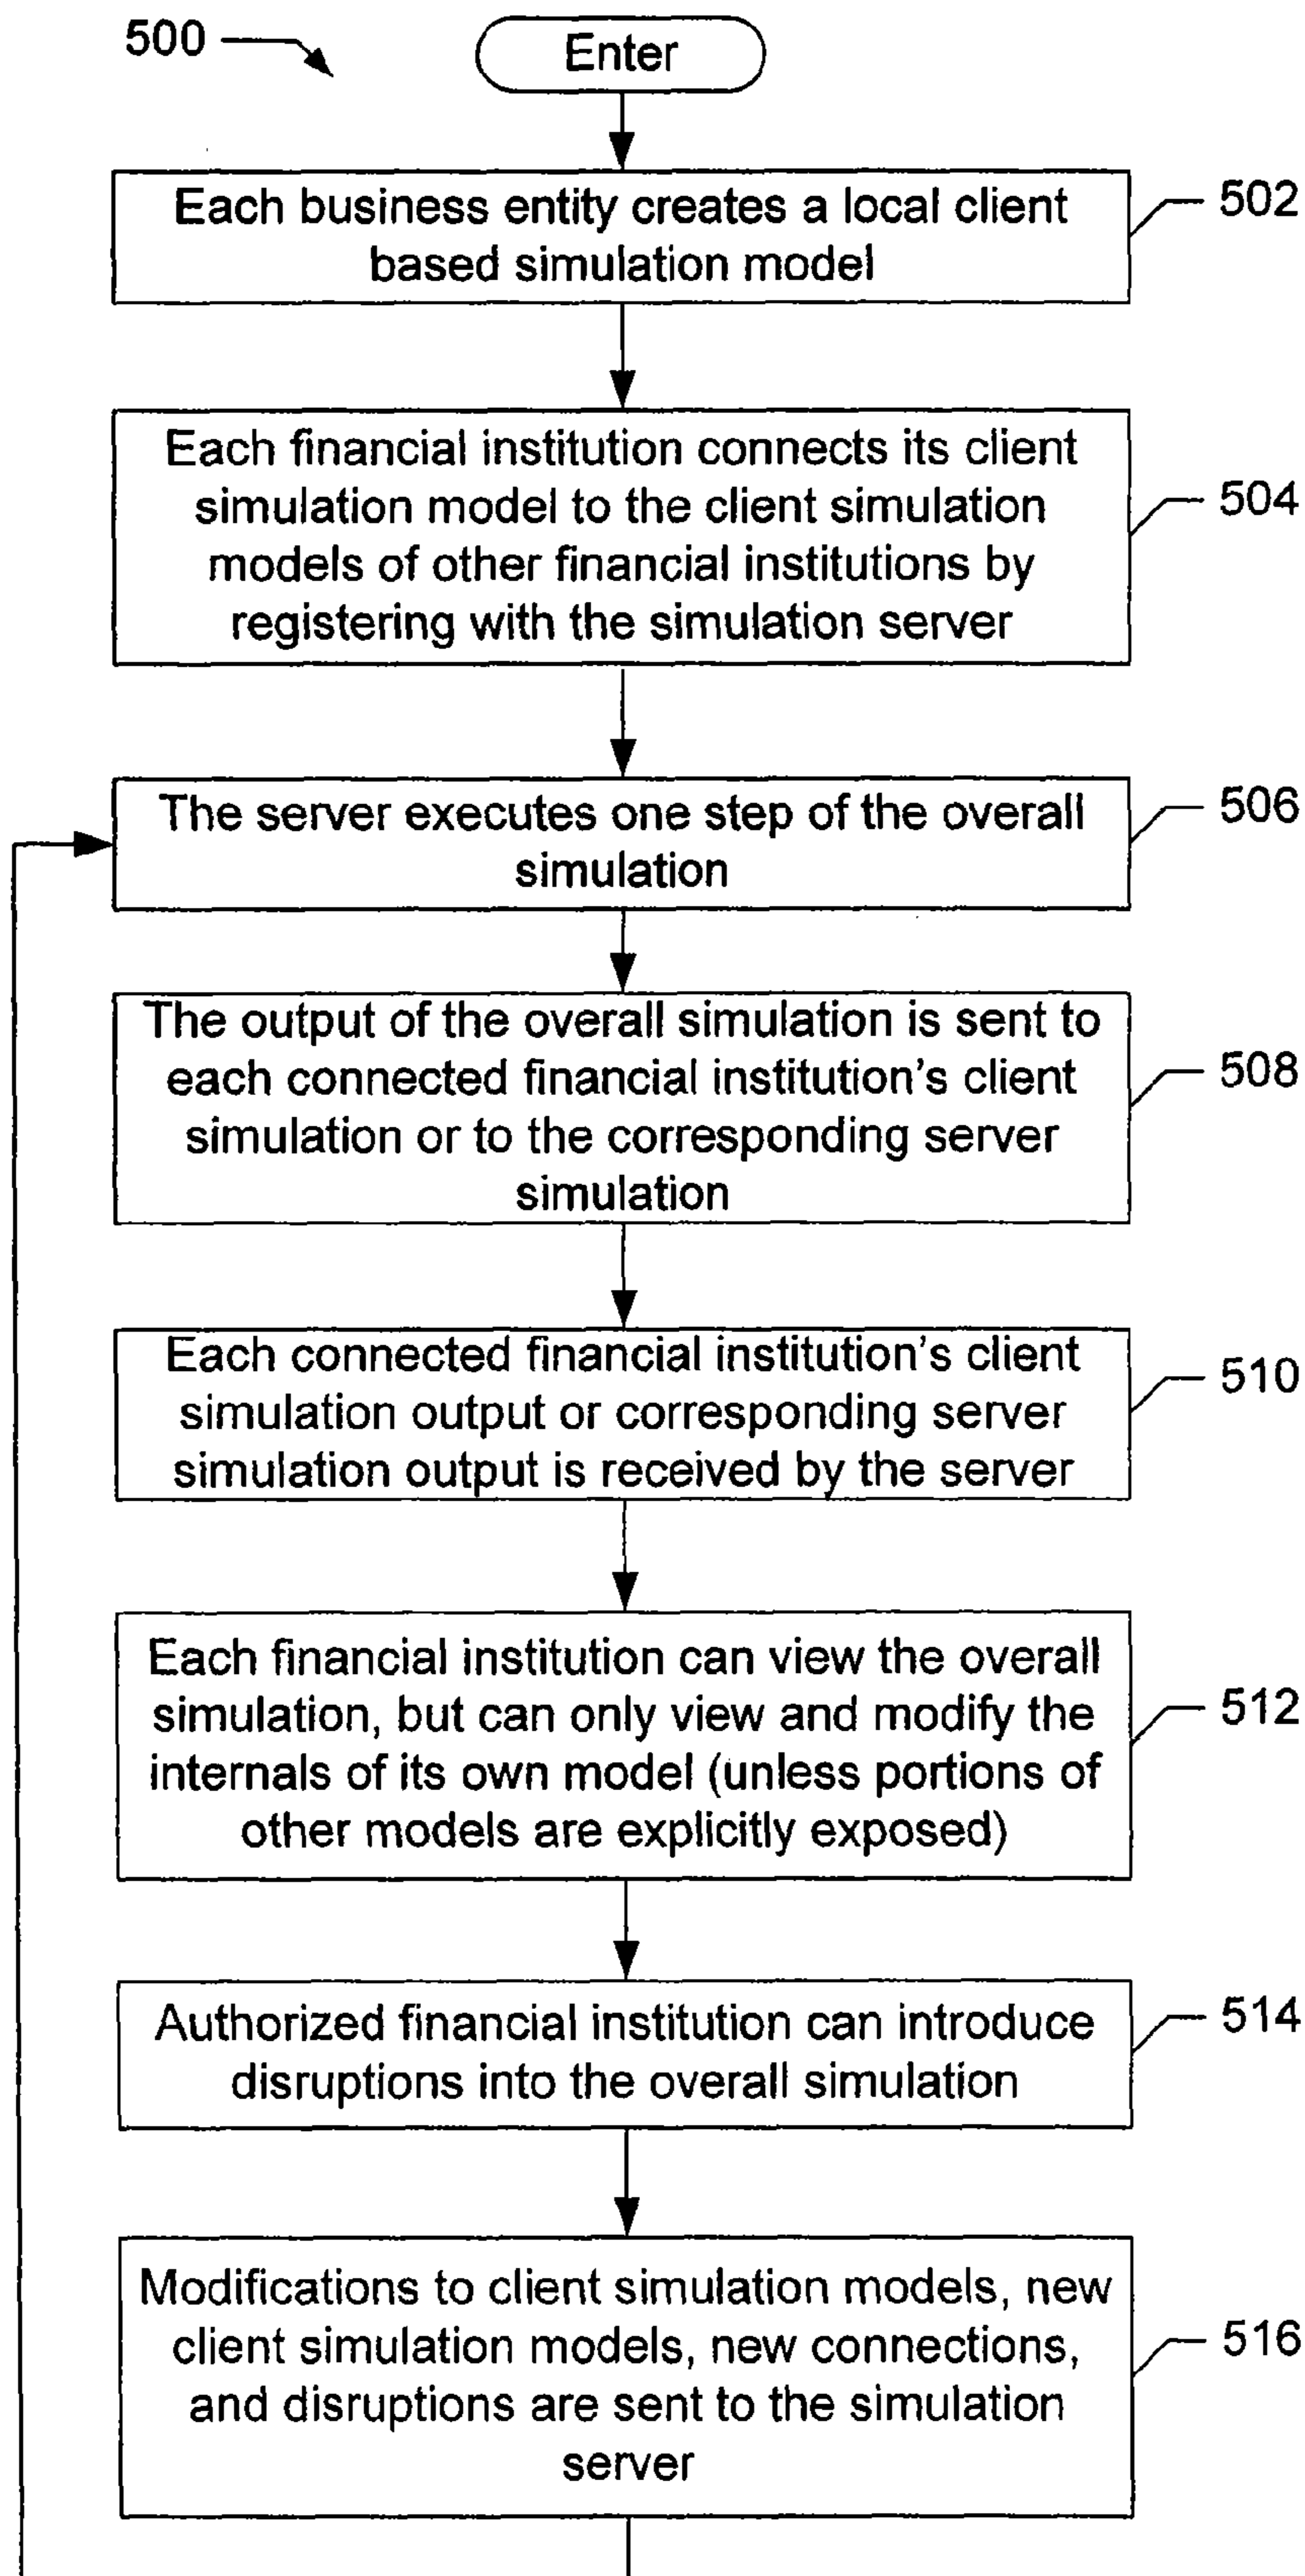 500
Enter
Each business entity creates a local client
based simulation model
502
Each financial institution connects its client
simulation model to the client simulation
models of other financial institutions by
registering with the simulation server
504
The server executes one step of the overall
simulation
506
The output of the overall simulation is sent to
each connected financial institution's client
simulation or to the corresponding server
simulation
508
Each connected financial institution's client
simulation output or corresponding server
simulation output is received by the server
510
Each financial institution can view the overall
simulation, but can only view and modify the
internals of its own model (unless portions of
other models are explicitly exposed)
512
Authorized financial institution can introduce
disruptions into the overall simulation
514
Modifications to client simulation models, new
client simulation models, new connections,
and disruptions are sent to the simulation
server
516